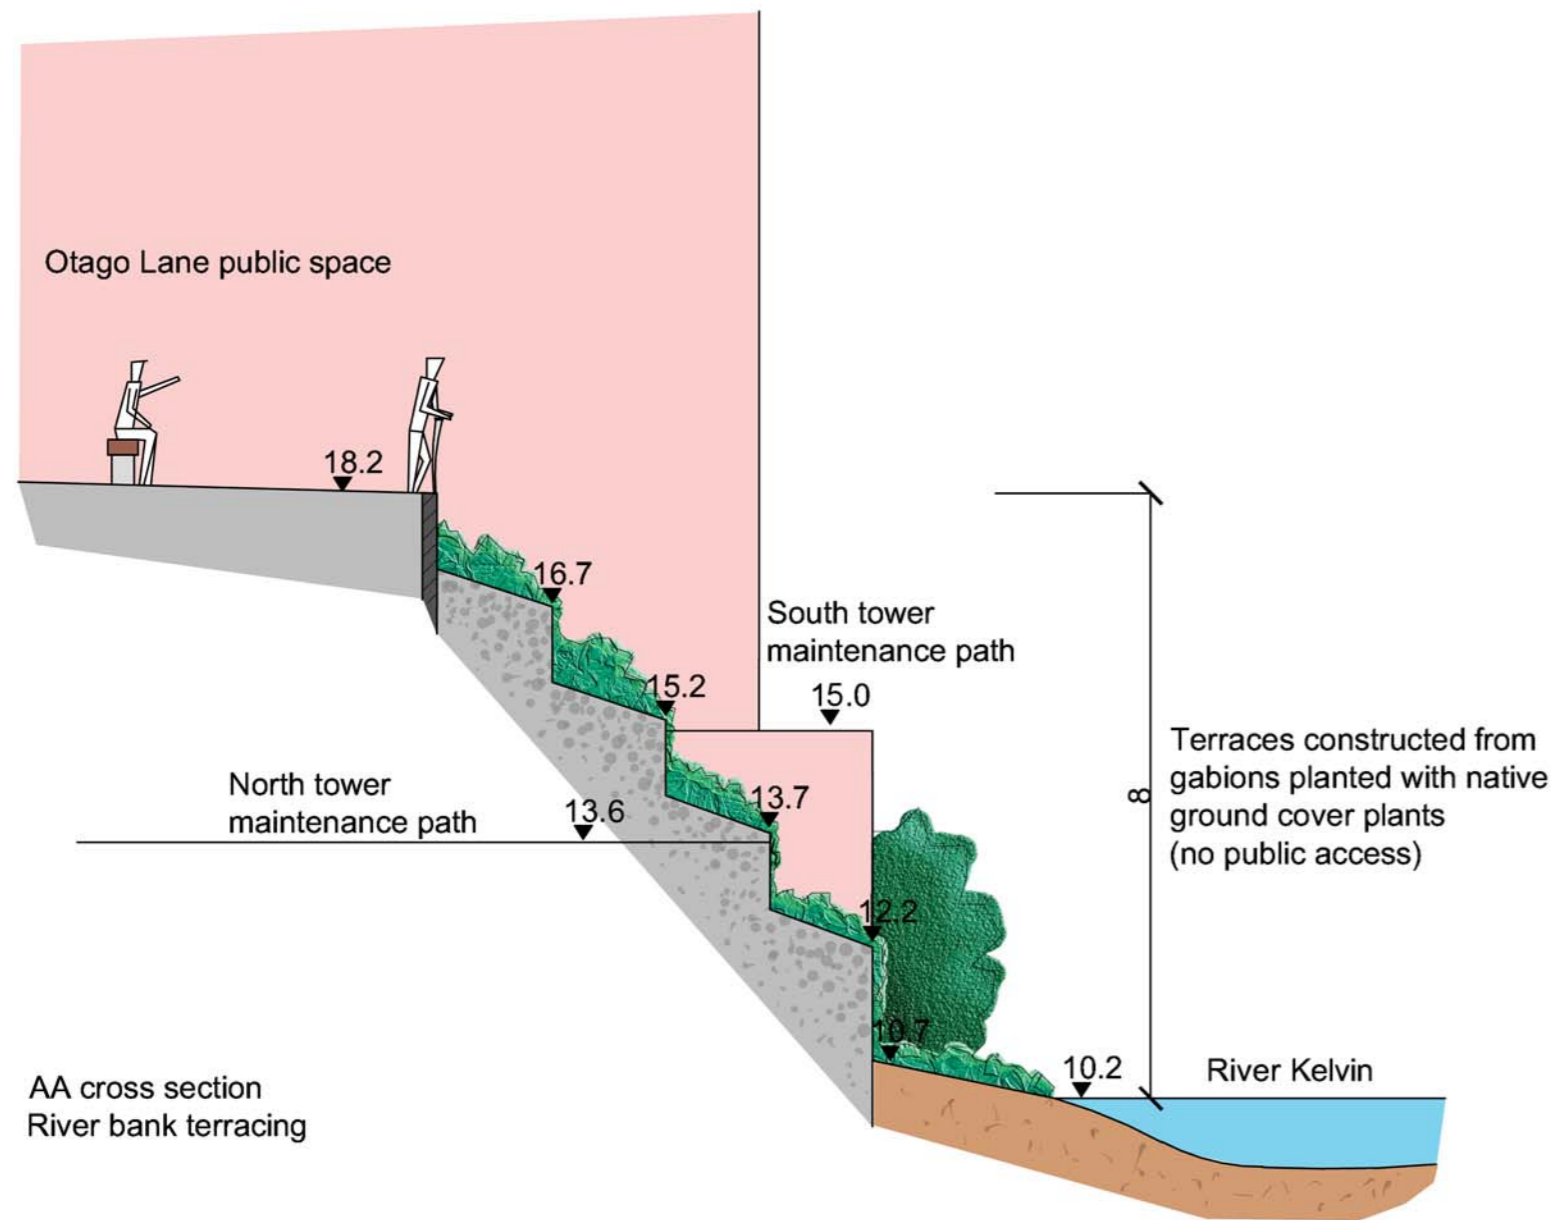 Otago Lane public space
18.2
16.7
South tower
maintenance path
15.2
15.0
Terraces constructed from
gabions planted with native
ground cover plants
(no public access)
8
North tower
maintenance path
13.6
13.7
12.2
10.7
10.2
River Kelvin
AA cross section
River bank terracing